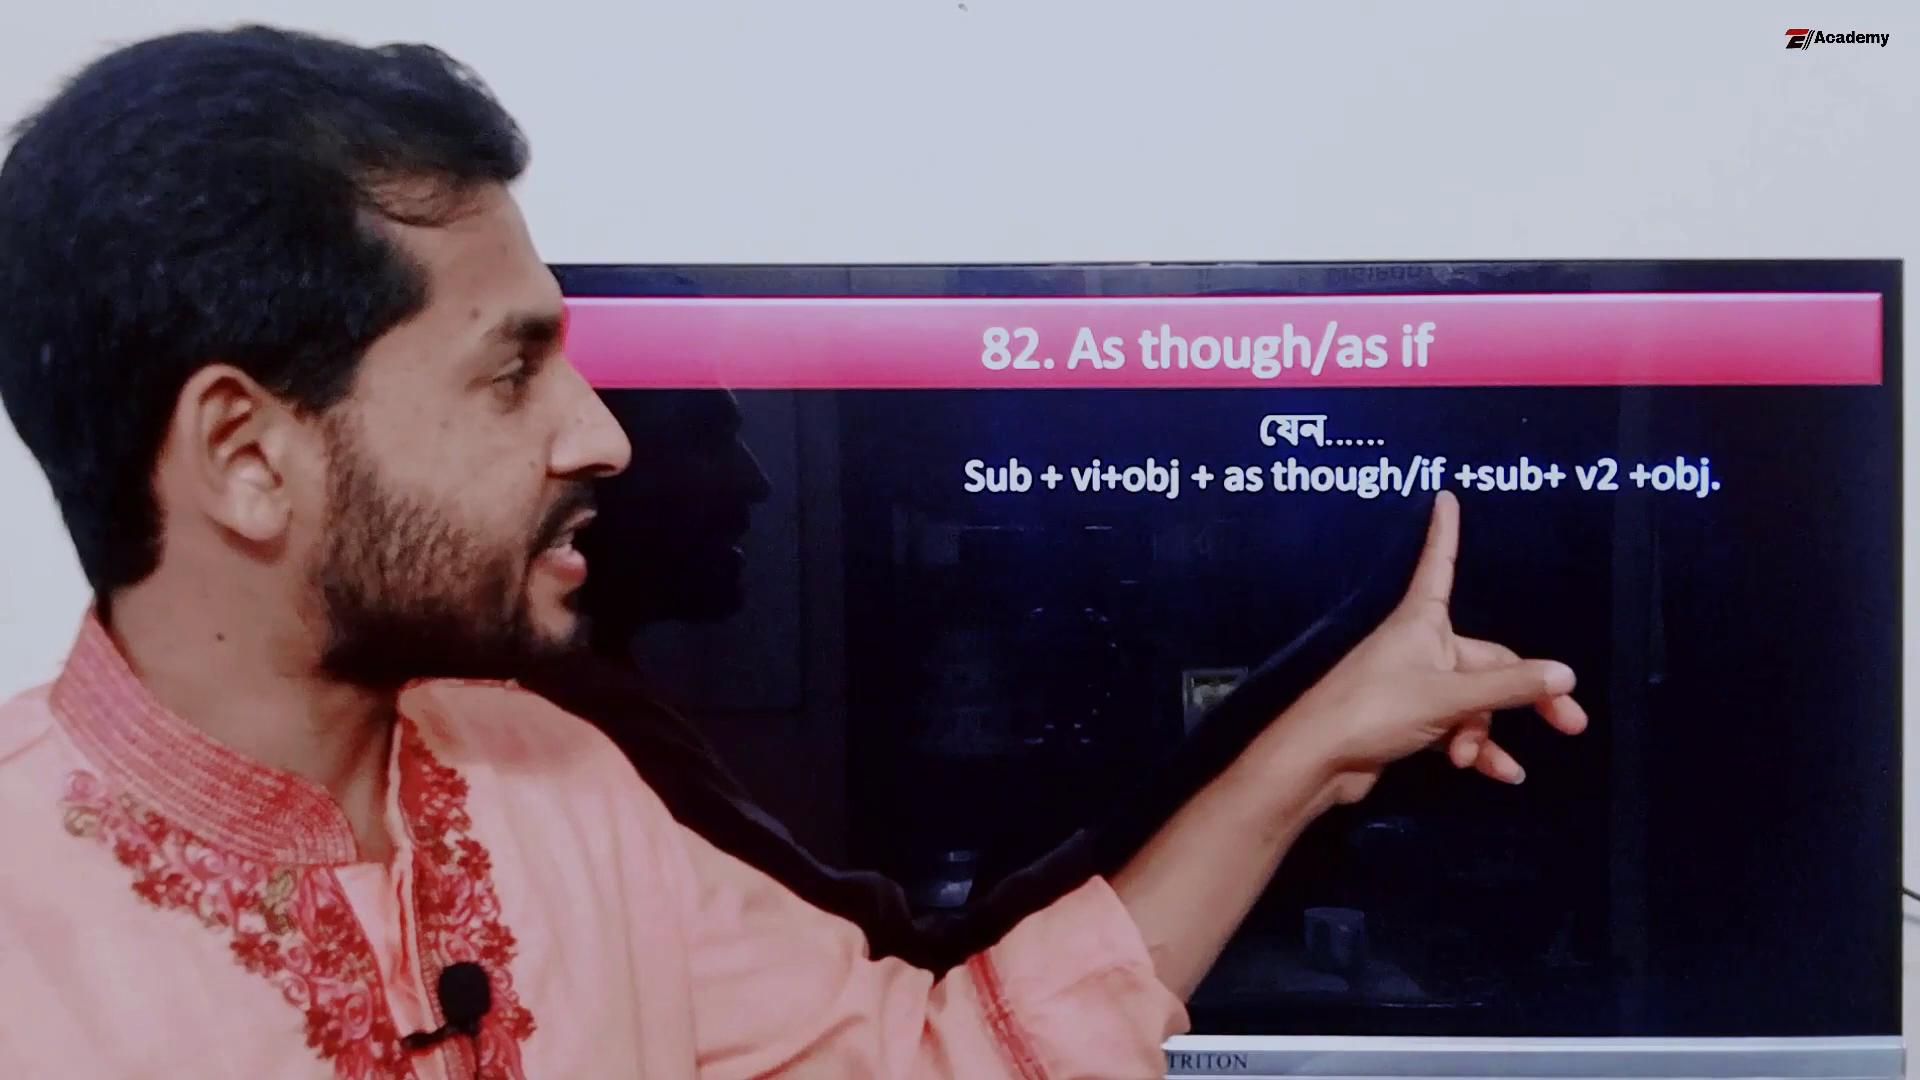 Academy
82. As though/as if
যেন......
Sub + vi+obj + as though/if +sub+ v2 +obj.
TRITON